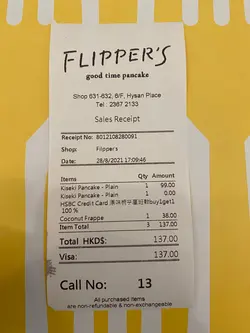 FLIPPER'S
good time pancake
Shop 631-632, 6/F, Hysan Place
Tel : 2367 2133
Sales Receipt
Receipt No: 8012108280091
Shop: Flippers
Date: 28/8/2021 17:09:46
Items Qty Amount
Kiseki Pancake - Plain 1 99.00
Kiseki Pancake - Plain 1 0.00
HSBC Credit Card buy1get1
100 %
Coconut Frappe 1 38.00
Item Total 3 137.00
Total HKD$: 137.00
Visa: 137.00
Call No: 13
All purchased items
are non-refundable & non-exchangeable